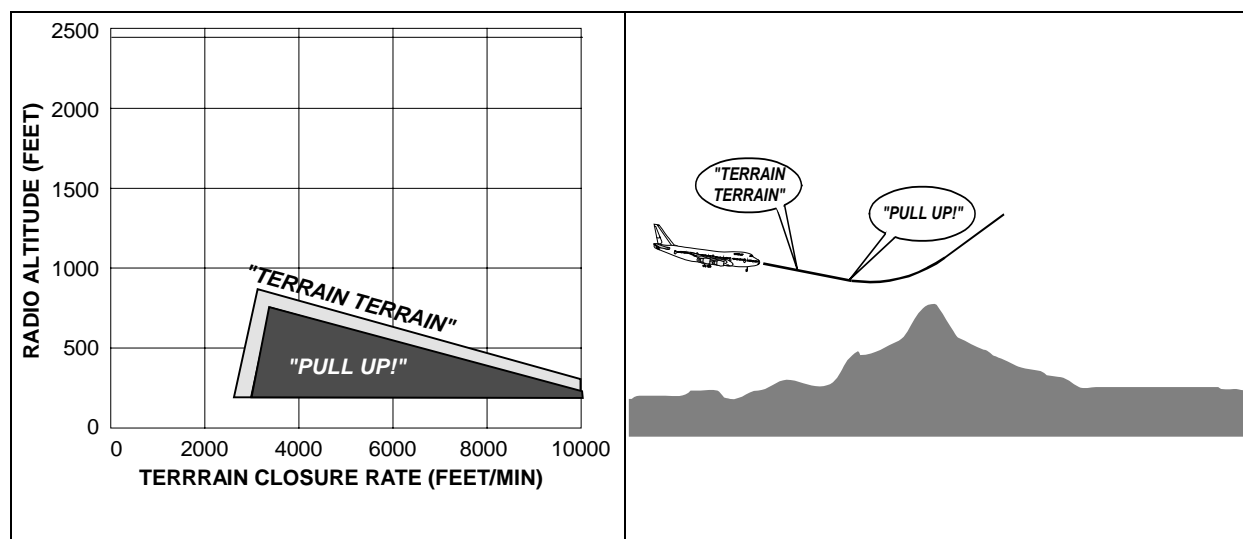 2500
2000
1500
1000
500
0
RADIO ALTITUDE (FEET)
"TERRAIN TERRAIN"
"PULL UP!"
0 2000 4000 6000 8000 10000
TERRRAIN CLOSURE RATE (FEET/MIN)
"TERRAIN
TERRAIN"
"PULL UP!"